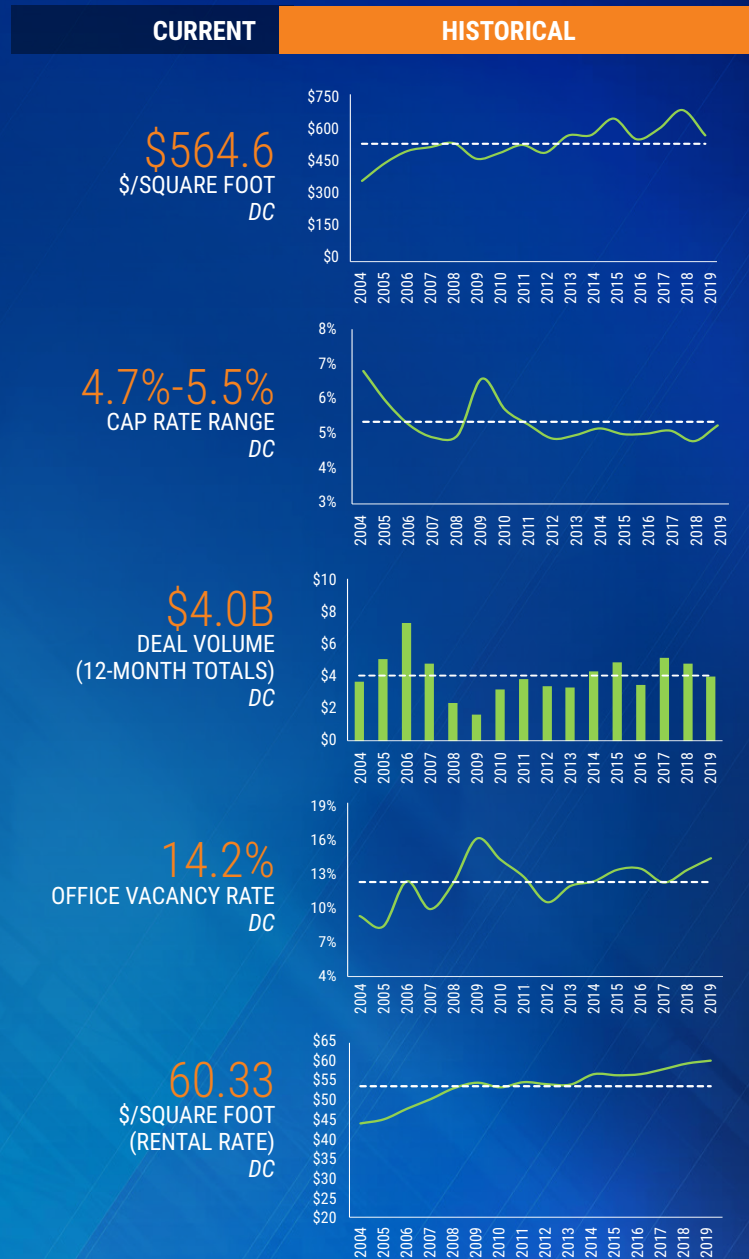 CURRENT
HISTORICAL
$564.6
$/SQUARE FOOT
DC
$750
$600
$450
$300
$150
$0
2004 2005 2006 2007 2008 2009 2010 2011 2012 2013 2014 2015 2016 2017 2018 2019
4.7%-5.5%
CAP RATE RANGE
DC
8%
7%
6%
5%
4%
3%
2004 2005 2006 2007 2008 2009 2010 2011 2012 2013 2014 2015 2016 2017 2018 2019
$4.0B
DEAL VOLUME
(12-MONTH TOTALS)
DC
$10
$8
$6
$4
$2
$0
2004 2005 2006 2007 2008 2009 2010 2011 2012 2013 2014 2015 2016 2017 2018 2019
14.2%
OFFICE VACANCY RATE
DC
19%
16%
13%
10%
7%
4%
2004 2005 2006 2007 2008 2009 2010 2011 2012 2013 2014 2015 2016 2017 2018 2019
60.33
$/SQUARE FOOT
(RENTAL RATE)
DC
$65
$60
$55
$50
$45
$40
$35
$30
$25
$20
2004 2005 2006 2007 2008 2009 2010 2011 2012 2013 2014 2015 2016 2017 2018 2019